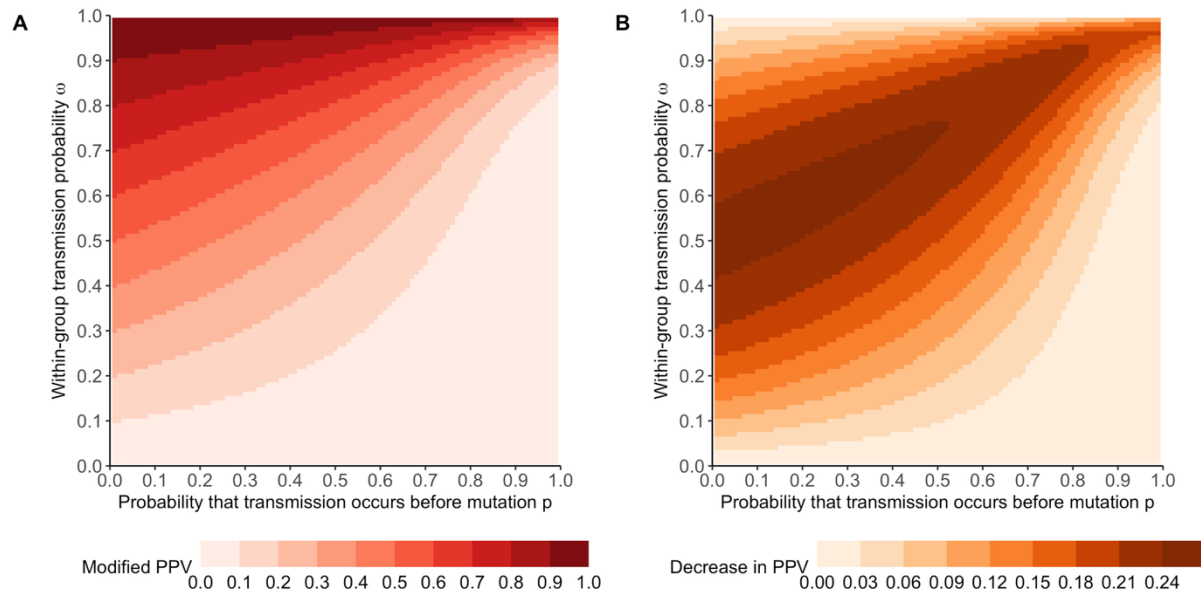 A
Within-group transmission probability ω
1.0
0.9
0.8
0.7
0.6
0.5
0.4
0.3
0.2
0.1
0.0
0.0 0.1 0.2 0.3 0.4 0.5 0.6 0.7 0.8 0.9 1.0
Probability that transmission occurs before mutation p
Modified PPV
0.0 0.1 0.2 0.3 0.4 0.5 0.6 0.7 0.8 0.9 1.0
B
Within-group transmission probability ω
1.0
0.9
0.8
0.7
0.6
0.5
0.4
0.3
0.2
0.1
0.0
0.0 0.1 0.2 0.3 0.4 0.5 0.6 0.7 0.8 0.9 1.0
Probability that transmission occurs before mutation p
Decrease in PPV
0.00 0.03 0.06 0.09 0.12 0.15 0.18 0.21 0.24